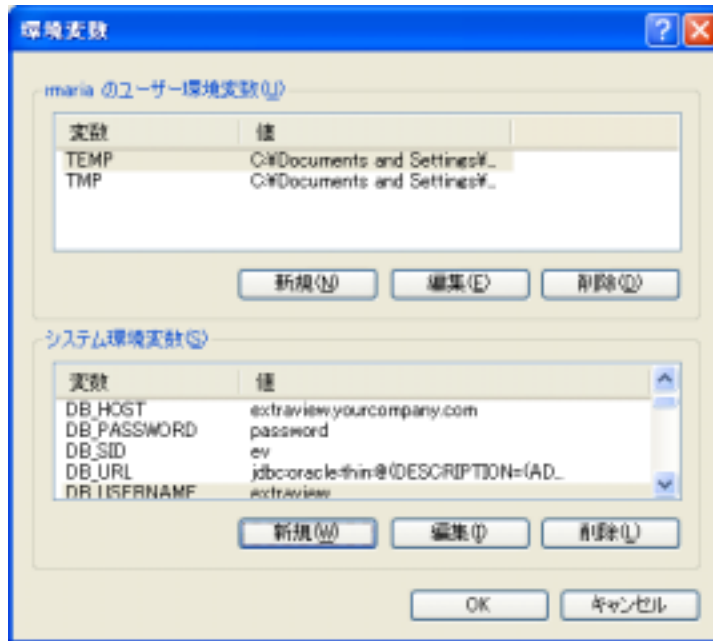 環境変数
rmaria のユーザー環境変数(U)
変数 値
TEMP C:¥Documents and Settings¥...
TMP C:¥Documents and Settings¥...
新規(N) 編集(E) 削除(D)
システム環境変数(S)
変数 値
DB_HOST extraview.yourcompany.com
DB_PASSWORD password
DB_SID ev
DB_URL jdbc:oracle:thin:@(DESCRIPTION=(AD...
DB_USERNAME extraview
新規(W) 編集(I) 削除(L)
OK キャンセル